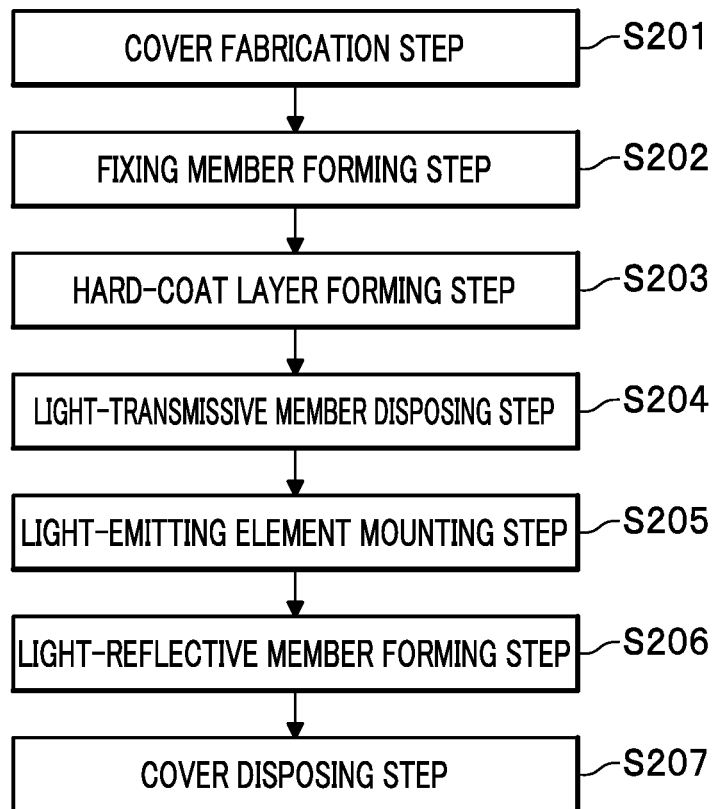 COVER FABRICATION STEP S201
FIXING MEMBER FORMING STEP S202
HARD-COAT LAYER FORMING STEP S203
LIGHT-TRANSMISSIVE MEMBER DISPOSING STEP S204
LIGHT-EMITTING ELEMENT MOUNTING STEP S205
LIGHT-REFLECTIVE MEMBER FORMING STEP S206
COVER DISPOSING STEP S207